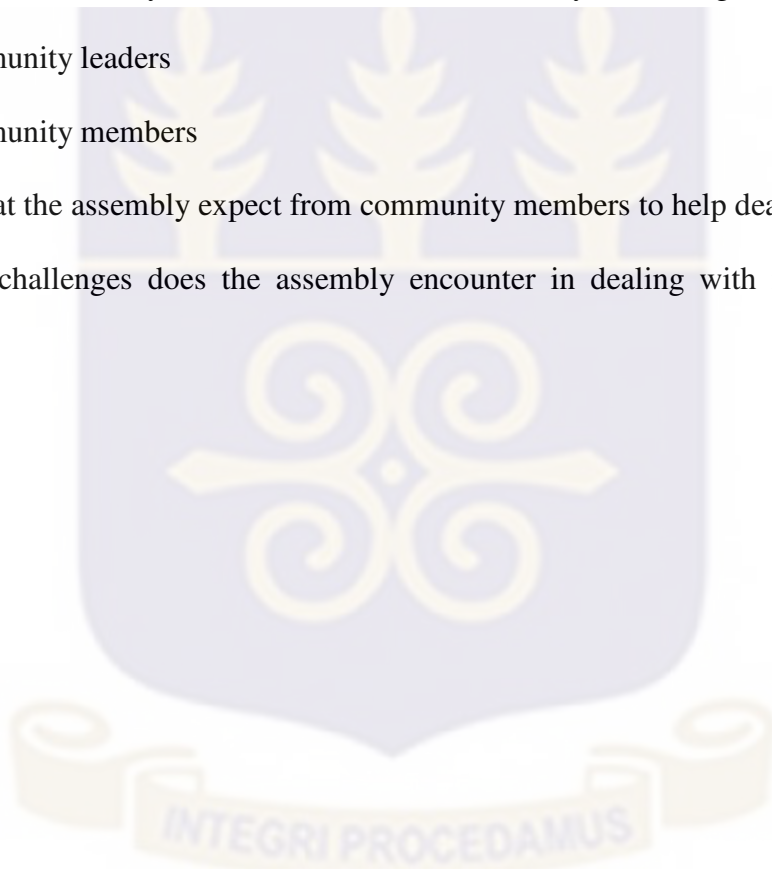 munity leaders
munity members
at the assembly expect from community members to help dea
challenges does the assembly encounter in dealing with
INTEGRI PROCEDAMUS